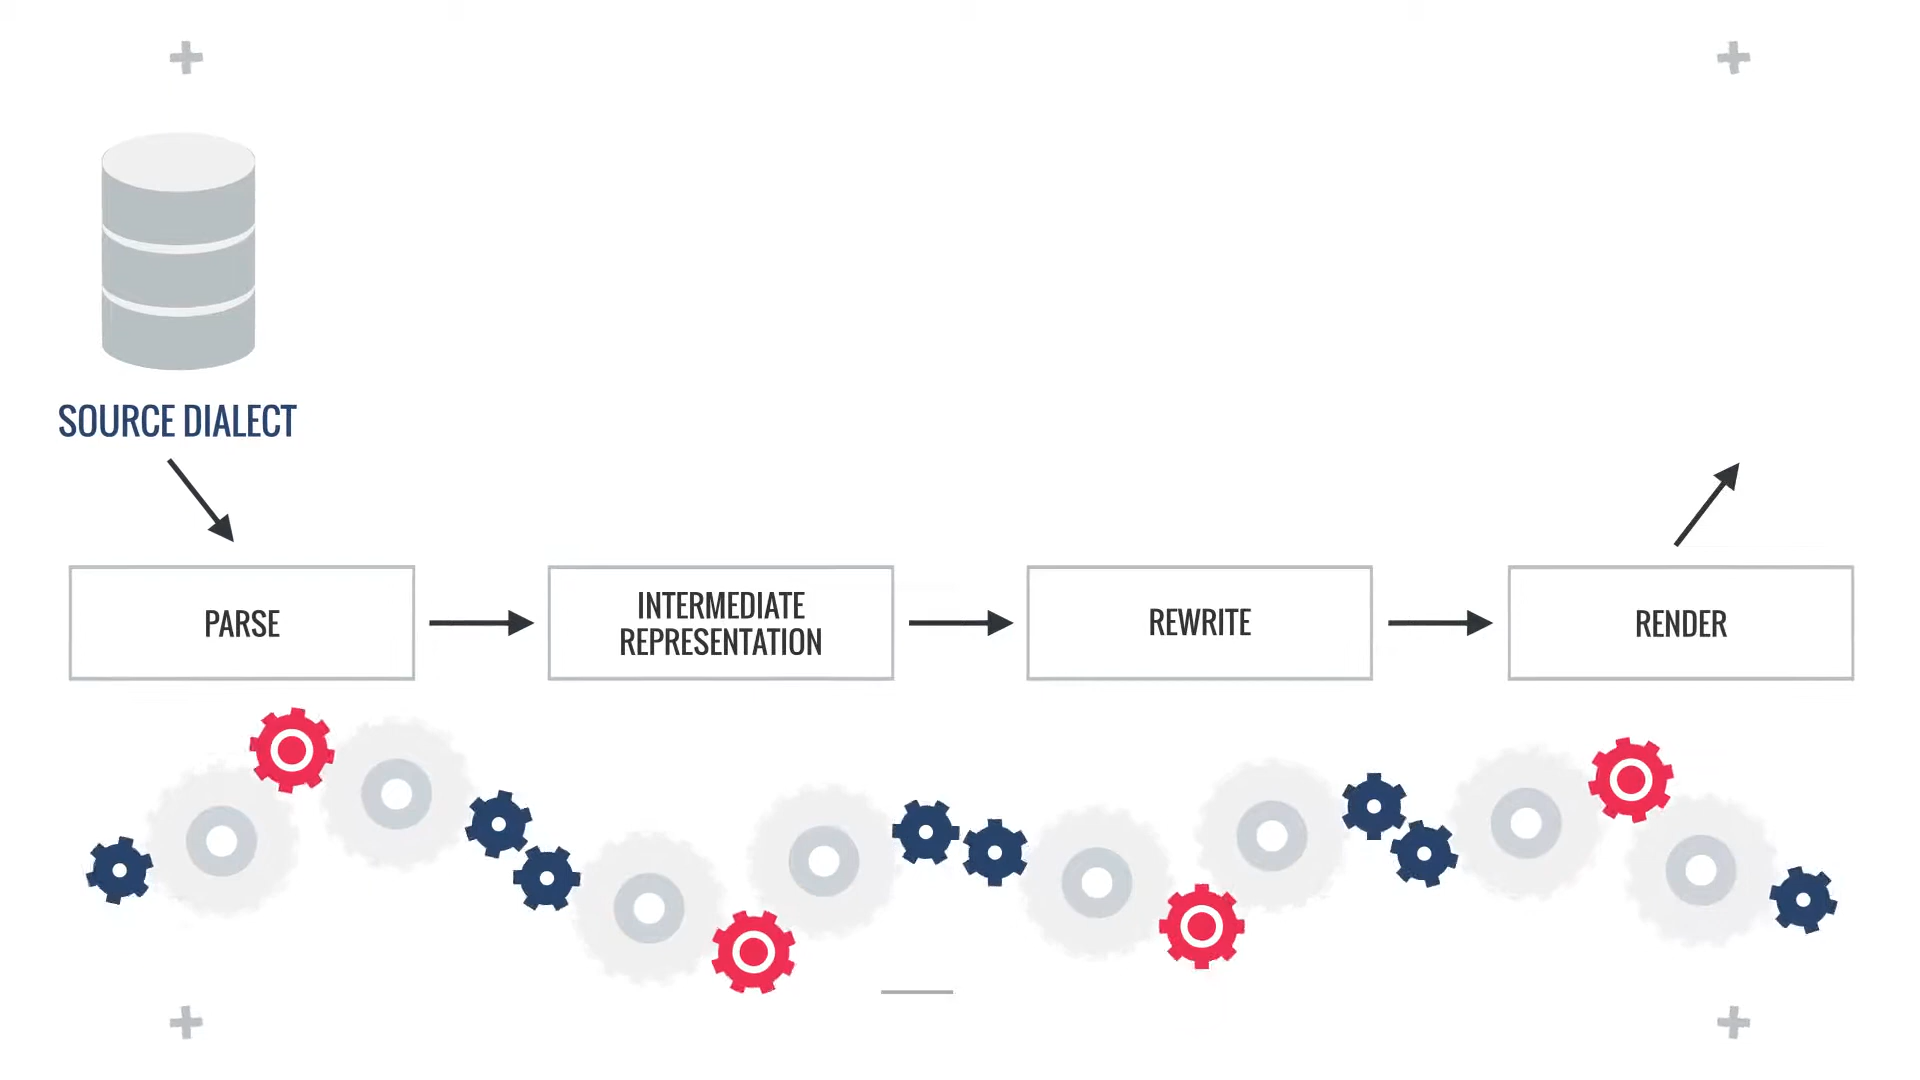 SOURCE DIALECT
PARSE
INTERMEDIATE
REPRESENTATION
REWRITE
RENDER